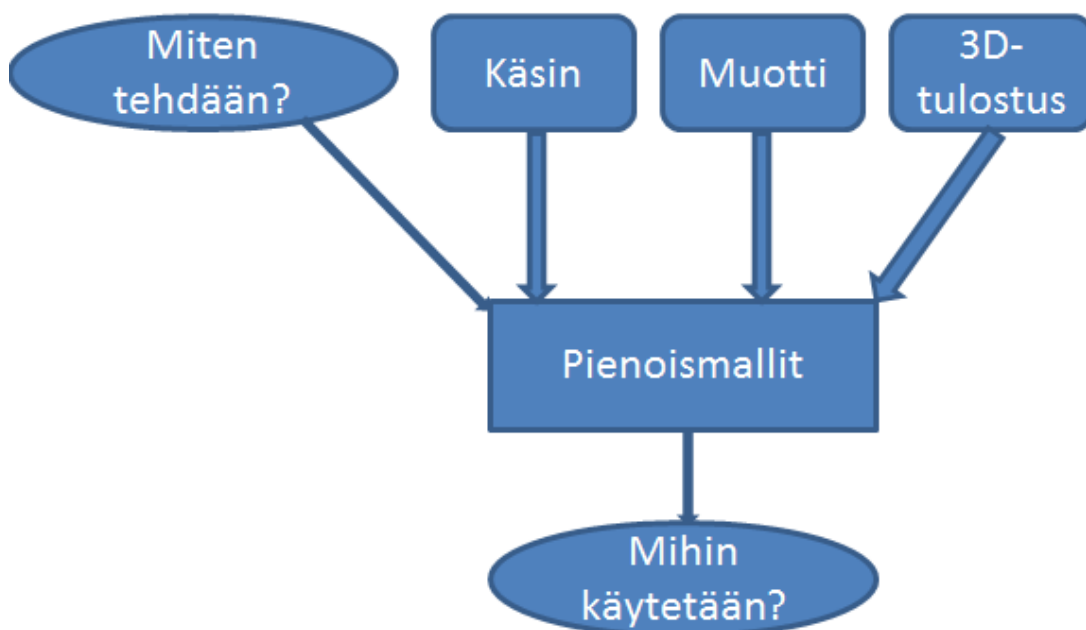 Miten
tehdään?
Käsin
Muotti
3D-
tulostus
Pienoismallit
Mihin
käytetään?